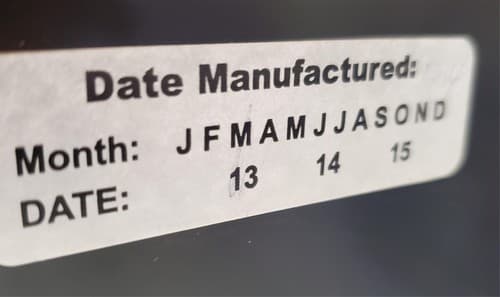 Date Manufactured:
Month: J F M A M J J A S O N D
DATE: 13 14 15